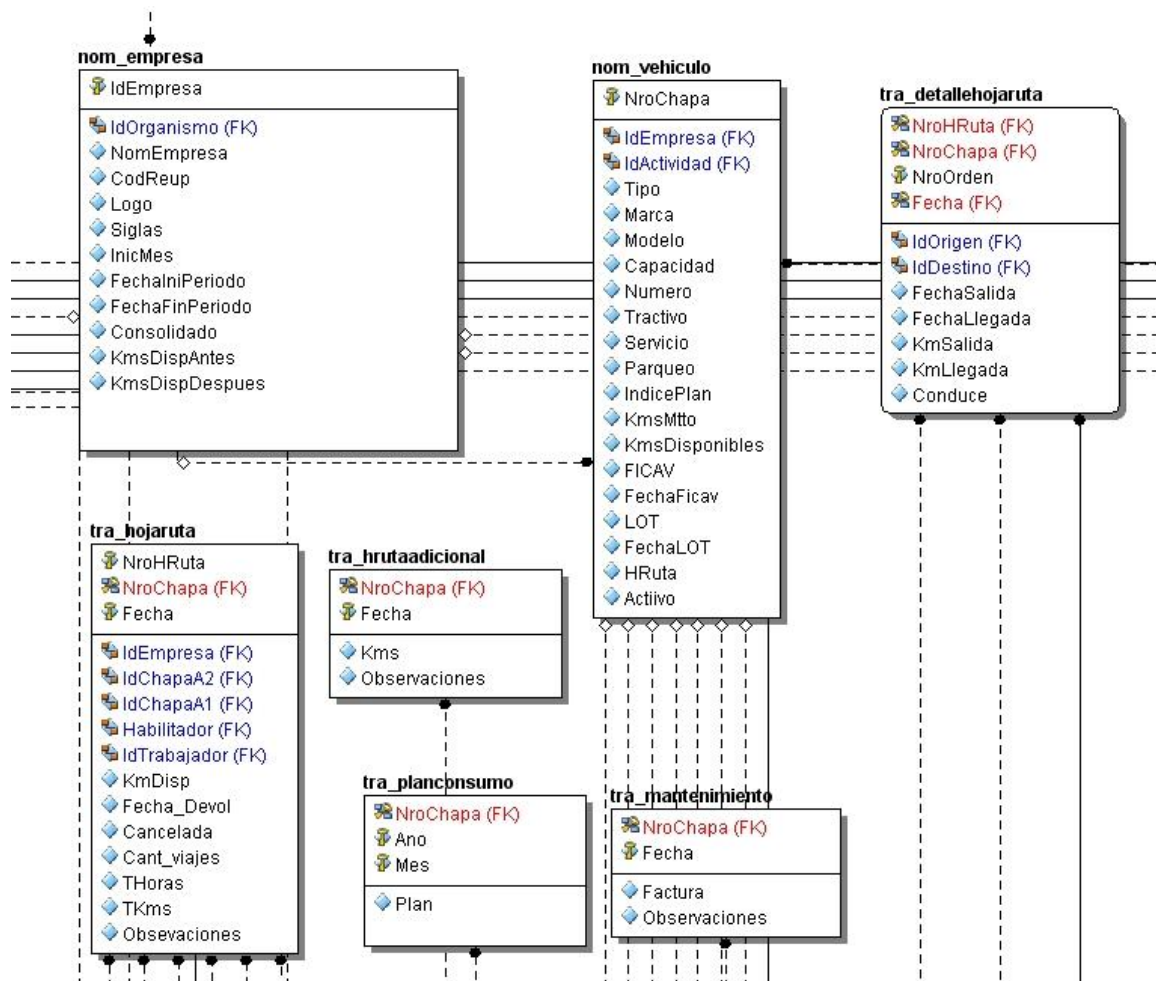 nom_empresa
IdEmpresa
IdOrganismo (FK)
NomEmpresa
CodReup
Logo
Siglas
InicMes
FechaIniPeriodo
FechaFinPeriodo
Consolidado
KmsDispAntes
KmsDispDespues
nom_vehiculo
NroChapa
IdEmpresa (FK)
IdActividad (FK)
Tipo
Marca
Modelo
Capacidad
Numero
Tractivo
Servicio
Parqueo
IndicePlan
KmsMtto
KmsDisponibles
FICAV
FechaFicav
LOT
FechaLOT
HRuta
Actiivo
tra_detallehojaruta
NroHRuta (FK)
NroChapa (FK)
NroOrden
Fecha (FK)
IdOrigen (FK)
IdDestino (FK)
FechaSalida
FechaLlegada
KmSalida
KmLlegada
Conduce
tra_hojaruta
NroHRuta
NroChapa (FK)
Fecha
IdEmpresa (FK)
IdChapaA2 (FK)
IdChapaA1 (FK)
Habilitador (FK)
IdTrabajador (FK)
KmDisp
Fecha_Devol
Cancelada
Cant_viajes
THoras
TKms
Obsevaciones
tra_hrutaadicional
NroChapa (FK)
Fecha
Kms
Observaciones
tra_planconsumo
NroChapa (FK)
Ano
Mes
Plan
tra_mantenimiento
NroChapa (FK)
Fecha
Factura
Observaciones